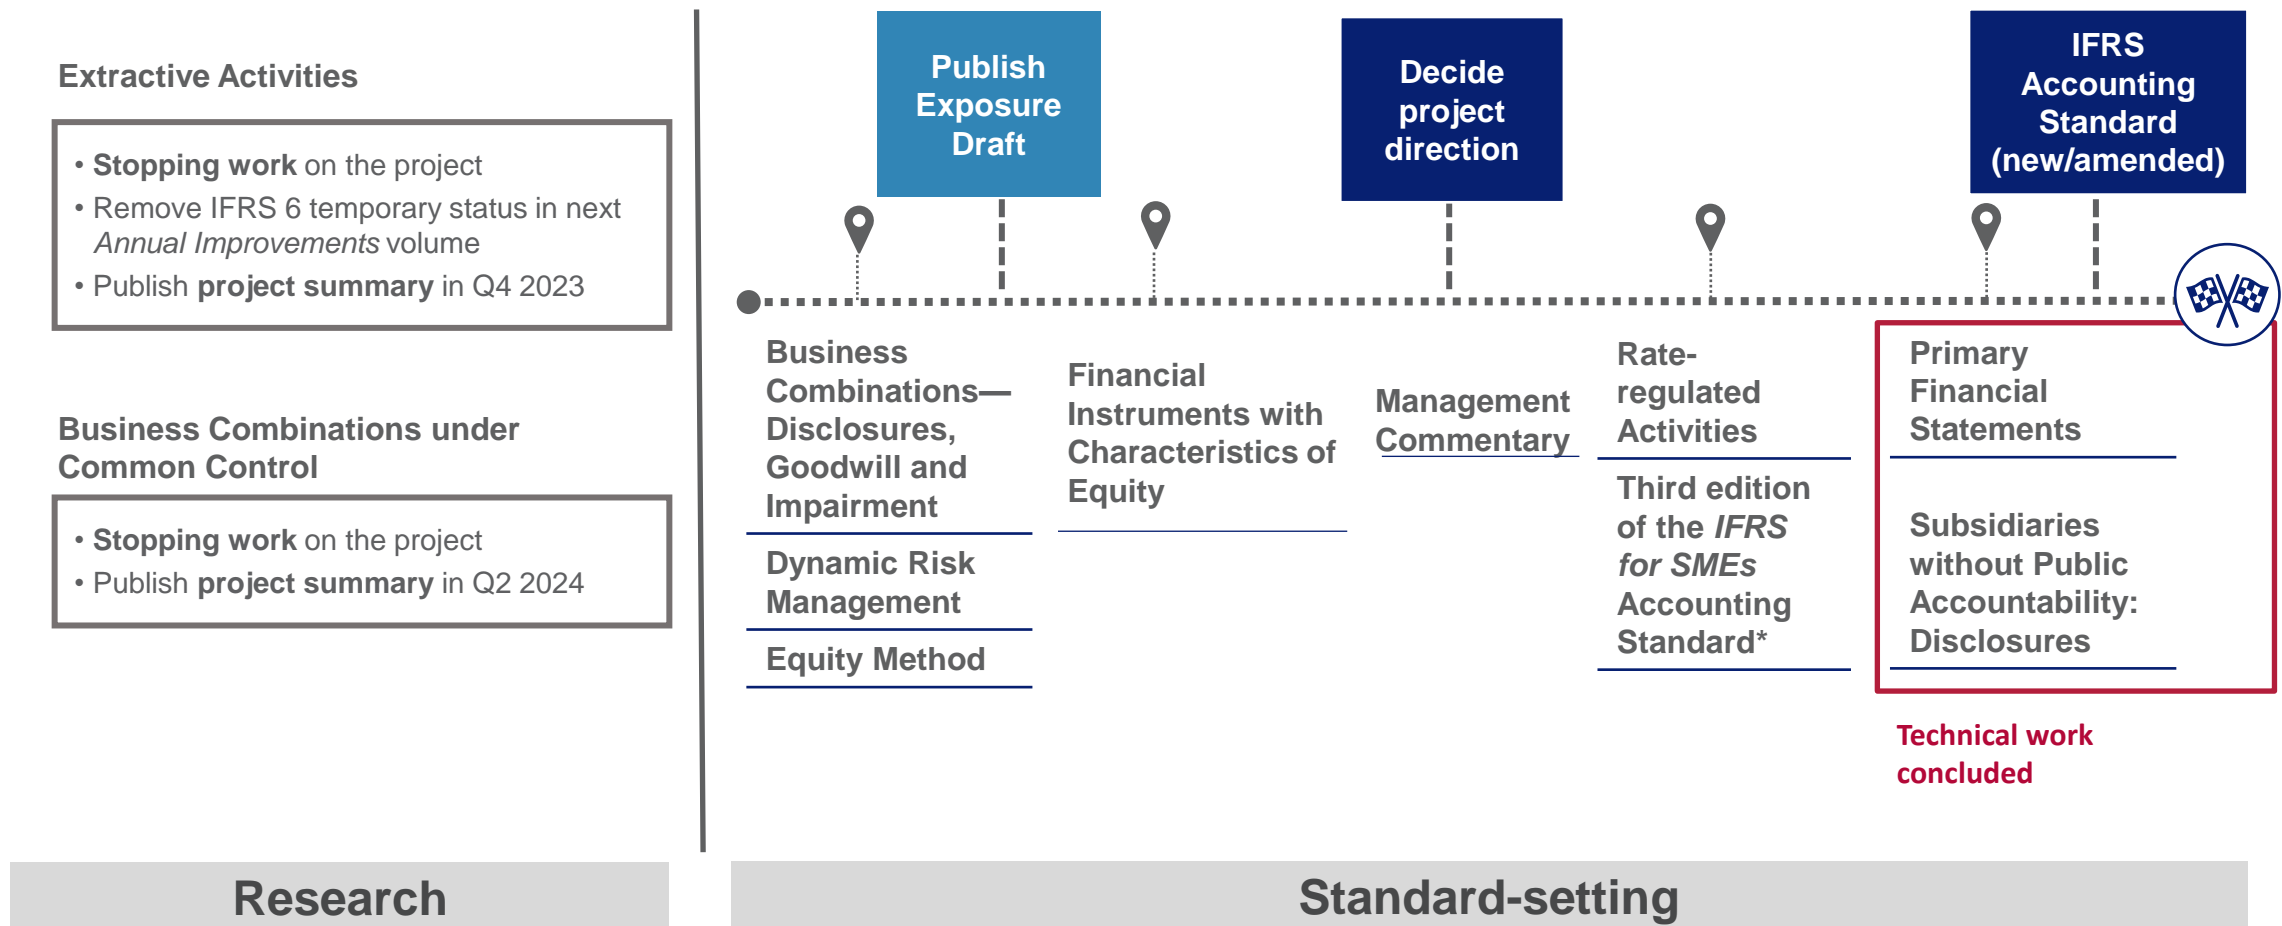 Extractive Activities
• Stopping work on the project
• Remove IFRS 6 temporary status in next
Annual Improvements volume
• Publish project summary in Q4 2023
Business Combinations under
Common Control
• Stopping work on the project
• Publish project summary in Q2 2024
Research
Publish
Exposure
Draft
Decide
project
direction
IFRS
Accounting
Standard
(new/amended)
Business
Combinations—
Disclosures,
Goodwill and
Impairment
Dynamic Risk
Management
Equity Method
Financial
Instruments with
Characteristics of
Equity
Management
Commentary
Rate-
regulated
Activities
Third edition
of the IFRS
for SMEs
Accounting
Standard*
Primary
Financial
Statements
Subsidiaries
without Public
Accountability:
Disclosures
Technical work
concluded
Standard-setting